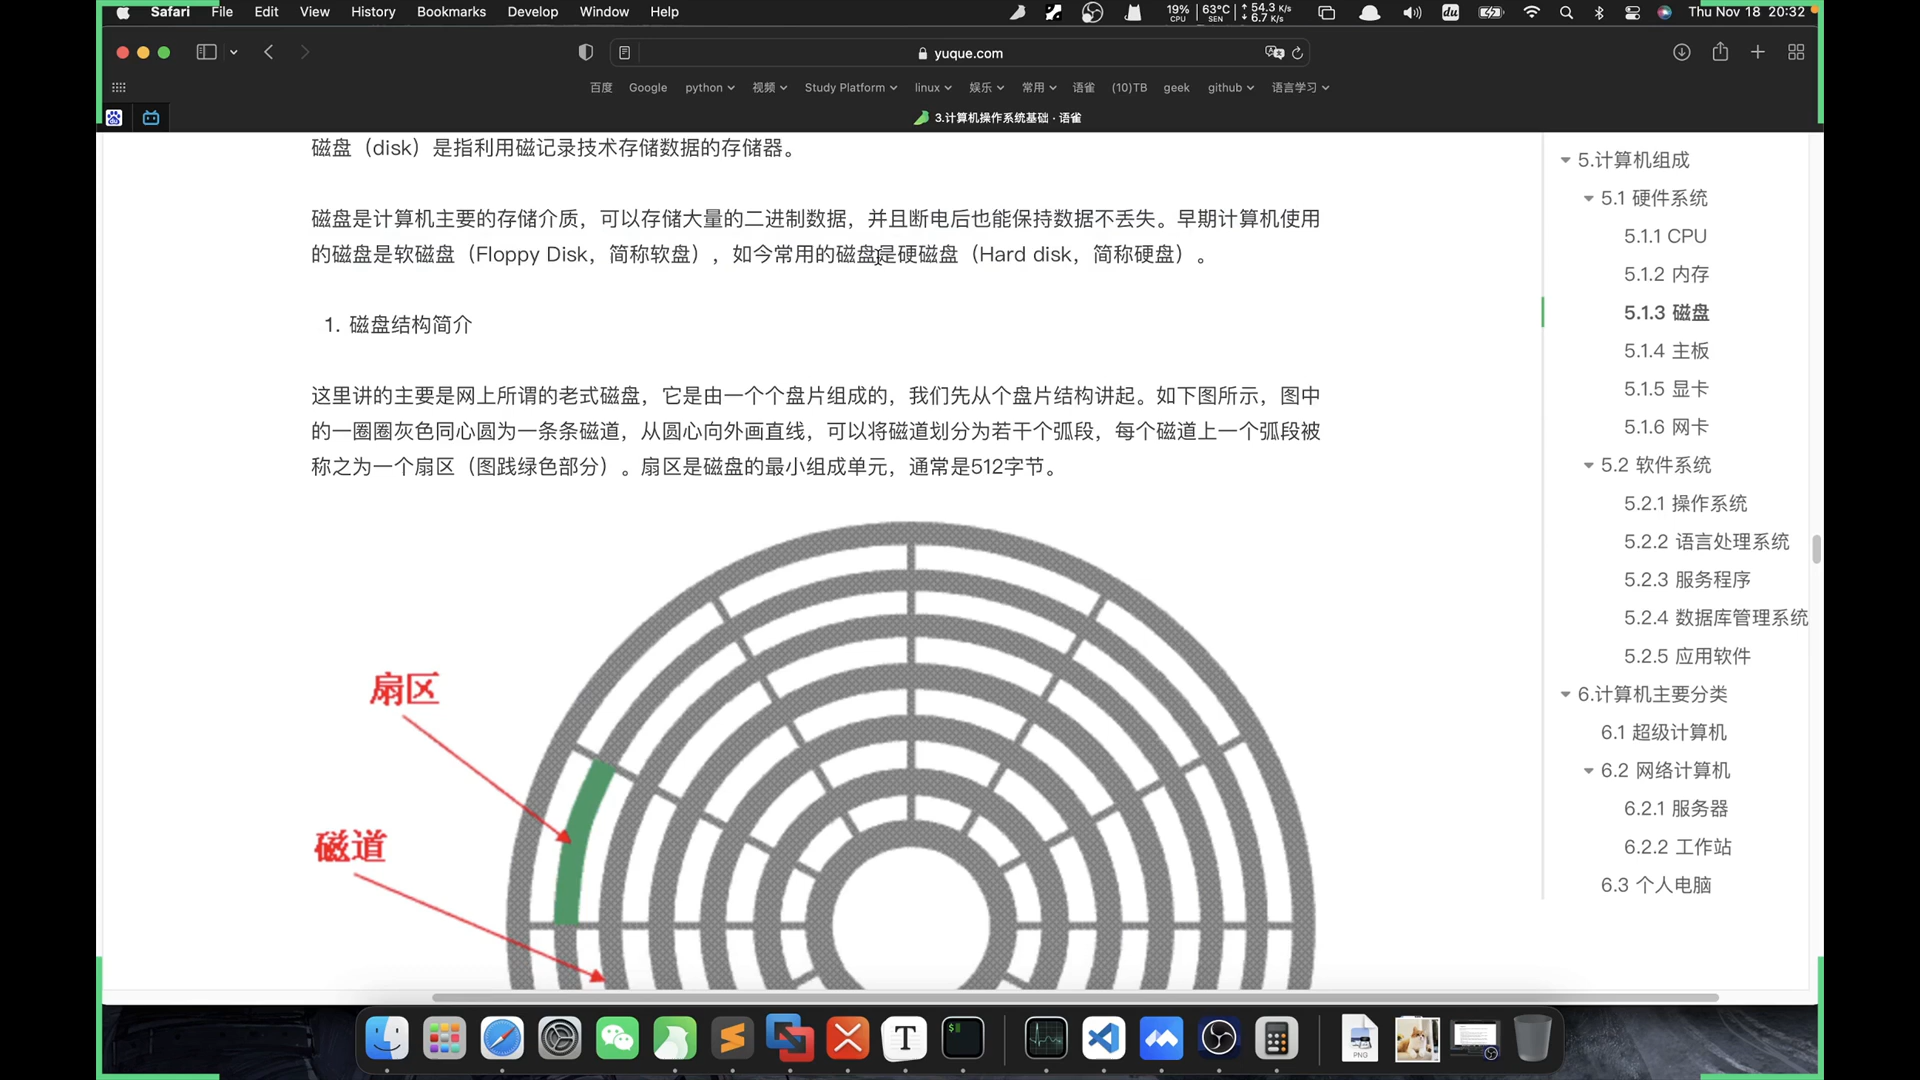 Safari File Edit View History Bookmarks Develop Window Help
19% CPU 63°C SEN 54.3 K/s 6.7 K/s du Thu Nov 18 20:32
yuque.com
百度 Google python 视频 Study Platform linux 娱乐 常用 语雀 (10)TB geek github 语言学习
3.计算机操作系统基础 · 语雀
磁盘（disk）是指利用磁记录技术存储数据的存储器。
磁盘是计算机主要的存储介质，可以存储大量的二进制数据，并且断电后也能保持数据不丢失。早期计算机使用
的磁盘是软磁盘（Floppy Disk，简称软盘），如今常用的磁盘是硬磁盘（Hard disk，简称硬盘）。
1. 磁盘结构简介
这里讲的主要是网上所谓的老式磁盘，它是由一个个盘片组成的，我们先从个盘片结构讲起。如下图所示，图中
的一圈圈灰色同心圆为一条条磁道，从圆心向外画直线，可以将磁道划分为若干个弧段，每个磁道上一个弧段被
称之为一个扇区（图践绿色部分）。扇区是磁盘的最小组成单元，通常是512字节。
扇区
磁道
5.计算机组成
5.1 硬件系统
5.1.1 CPU
5.1.2 内存
5.1.3 磁盘
5.1.4 主板
5.1.5 显卡
5.1.6 网卡
5.2 软件系统
5.2.1 操作系统
5.2.2 语言处理系统
5.2.3 服务程序
5.2.4 数据库管理系统
5.2.5 应用软件
6.计算机主要分类
6.1 超级计算机
6.2 网络计算机
6.2.1 服务器
6.2.2 工作站
6.3 个人电脑
T
$
PNG